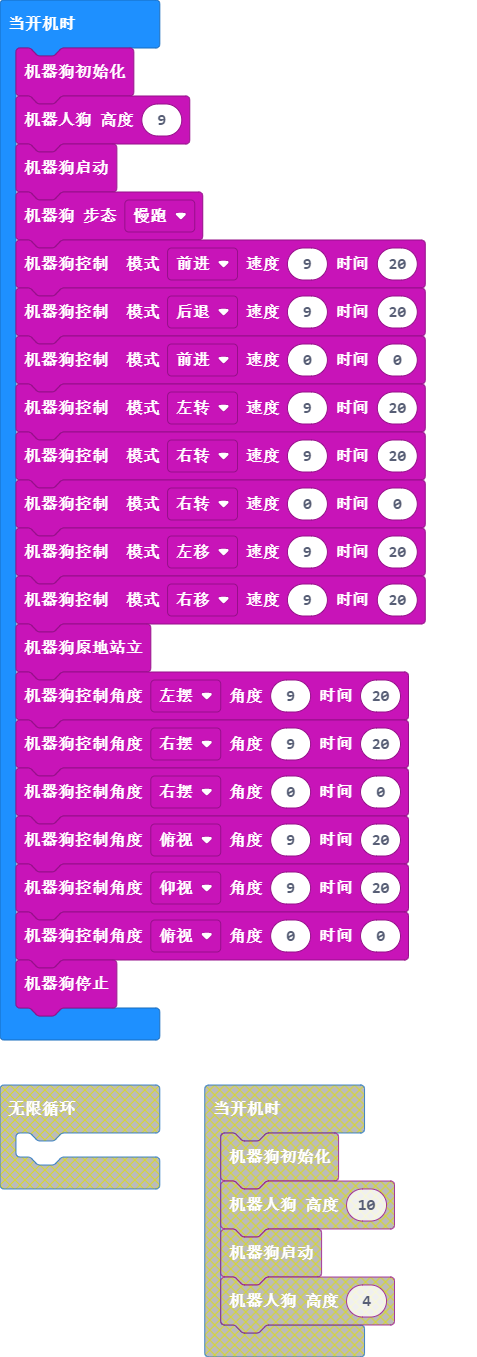 当开机时
机器狗初始化
机器人狗 高度 9
机器狗启动
机器狗 步态 慢跑
机器狗控制 模式 前进 速度 9 时间 20
机器狗控制 模式 后退 速度 9 时间 20
机器狗控制 模式 前进 速度 0 时间 0
机器狗控制 模式 左转 速度 9 时间 20
机器狗控制 模式 右转 速度 9 时间 20
机器狗控制 模式 右转 速度 0 时间 0
机器狗控制 模式 左移 速度 9 时间 20
机器狗控制 模式 右移 速度 9 时间 20
机器狗原地站立
机器狗控制角度 左摆 角度 9 时间 20
机器狗控制角度 右摆 角度 9 时间 20
机器狗控制角度 右摆 角度 0 时间 0
机器狗控制角度 俯视 角度 9 时间 20
机器狗控制角度 仰视 角度 9 时间 20
机器狗控制角度 俯视 角度 0 时间 0
机器狗停止
无限循环
当开机时
机器狗初始化
机器人狗 高度 10
机器狗启动
机器人狗 高度 4